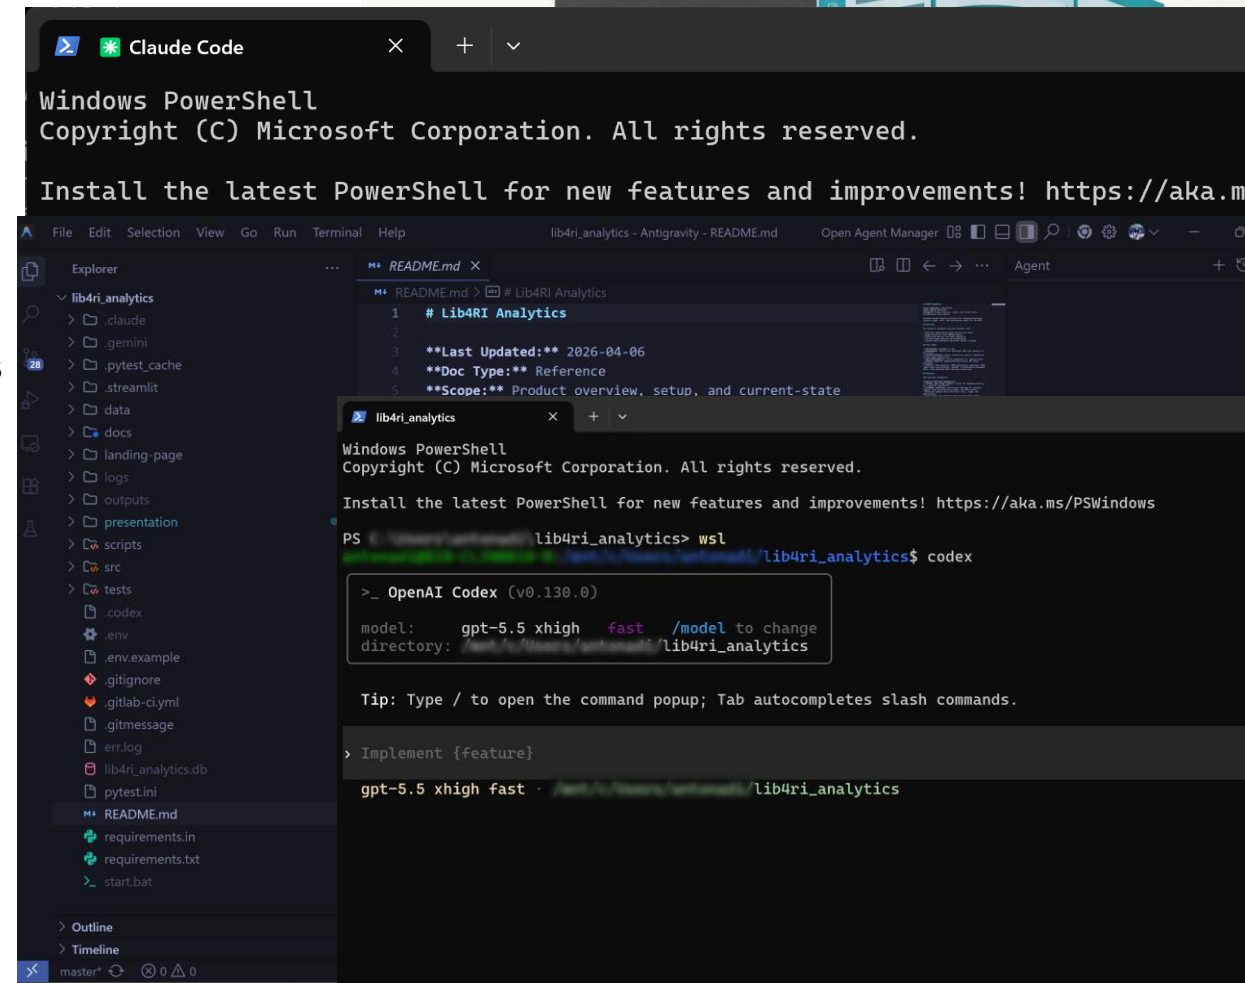 Claude Code
Windows PowerShell
Copyright (C) Microsoft Corporation. All rights reserved.
Install the latest PowerShell for new features and improvements! https://aka.m
File Edit Selection View Go Run Terminal Help
lib4ri_analytics - Antigravity - README.md
Open Agent Manager
Explorer
lib4ri_analytics
.claude
.gemini
.pytest_cache
.streamlit
data
docs
landing-page
logs
outputs
presentation
scripts
src
tests
.codex
.env
.env.example
.gitignore
.gitlab-ci.yml
.gitmessage
err.log
lib4ri_analytics.db
pytest.ini
README.md
requirements.in
requirements.txt
start.bat
Outline
Timeline
master* 0 0
28
README.md
README.md > # Lib4RI Analytics
1 # Lib4RI Analytics
2
3 **Last Updated:** 2026-04-06
4 **Doc Type:** Reference
5 **Scope:** Product overview, setup, and current-state
Agent
lib4ri_analytics
Windows PowerShell
Copyright (C) Microsoft Corporation. All rights reserved.
Install the latest PowerShell for new features and improvements! https://aka.ms/PSWindows
PS lib4ri_analytics> wsl
lib4ri_analytics$ codex
>_ OpenAI Codex (v0.130.0)
model: gpt-5.5 xhigh fast /model to change
directory: lib4ri_analytics
Tip: Type / to open the command popup; Tab autocompletes slash commands.
› Implement {feature}
gpt-5.5 xhigh fast · lib4ri_analytics